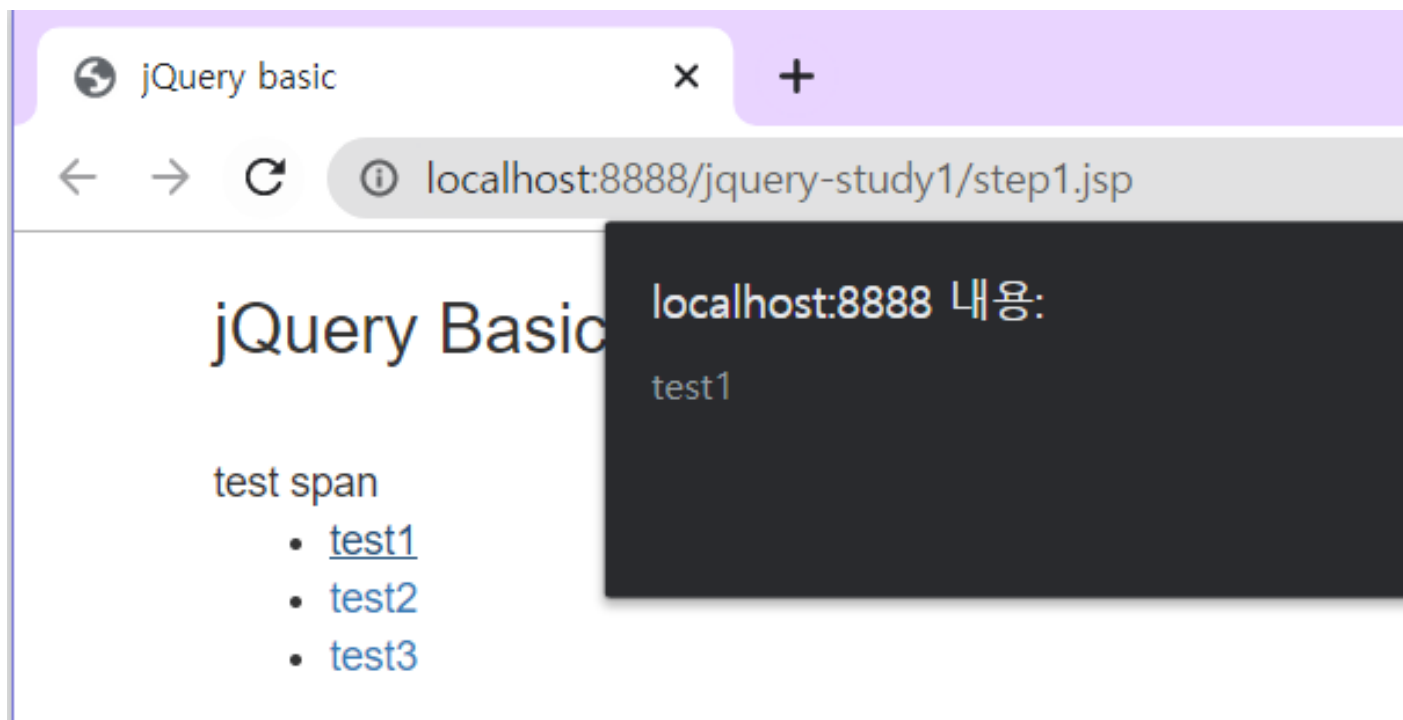 jQuery basic
localhost:8888/jquery-study1/step1.jsp
localhost:8888 내용:
test1
jQuery Basic
test span
test1
test2
test3